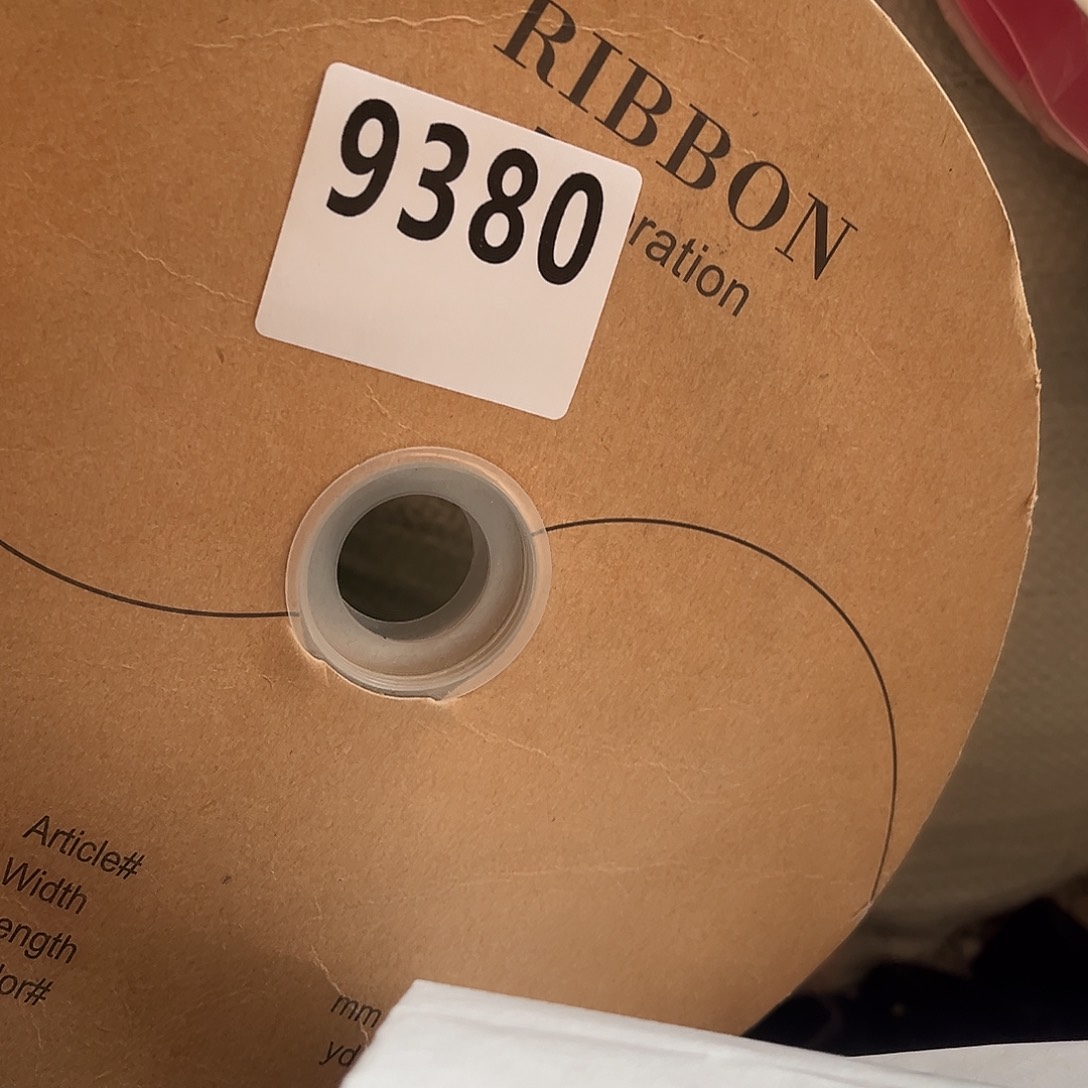 RIBBON
9380
ration
Article#
Width
ength
lor#
mm
yd